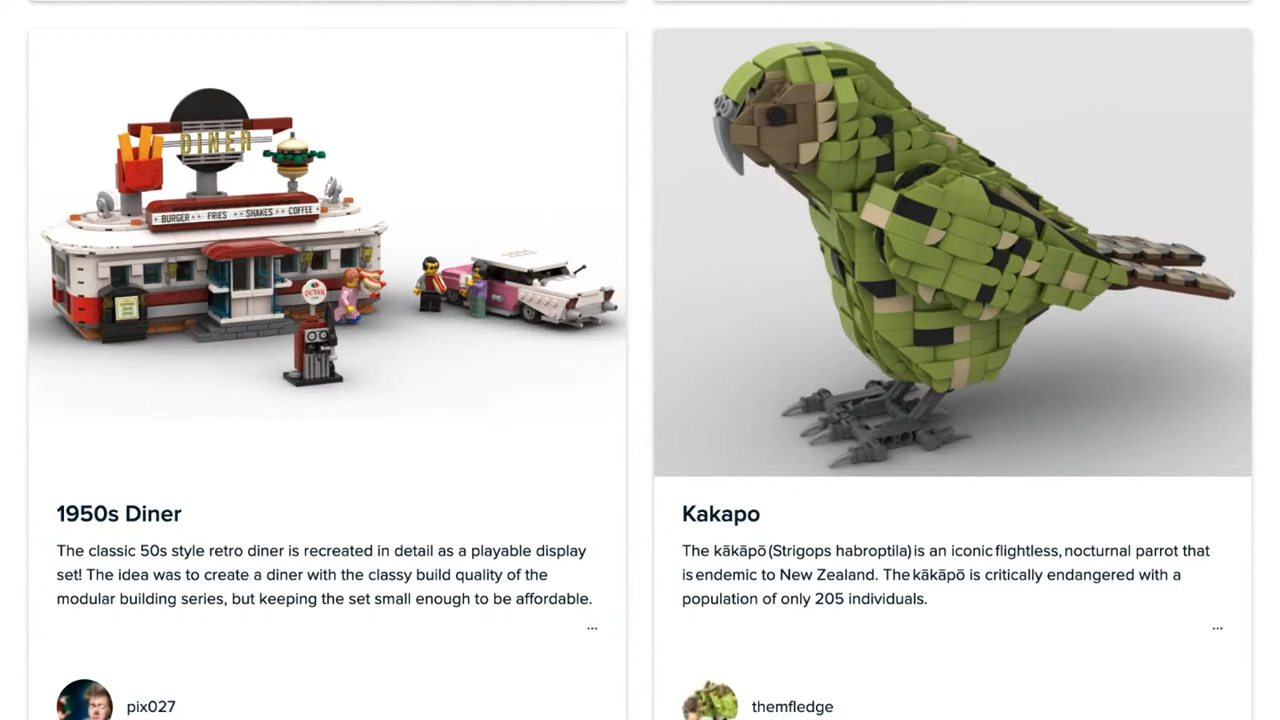 DINER
BURGER · FRIES · SHAKES · COFFEE
OCTAN
1950s Diner
The classic 50s style retro diner is recreated in detail as a playable display
set! The idea was to create a diner with the classy build quality of the
modular building series, but keeping the set small enough to be affordable.
...
pix027
Kakapo
The kākāpō (Strigops habroptila) is an iconic flightless, nocturnal parrot that
is endemic to New Zealand. The kākāpō is critically endangered with a
population of only 205 individuals.
...
themfledge